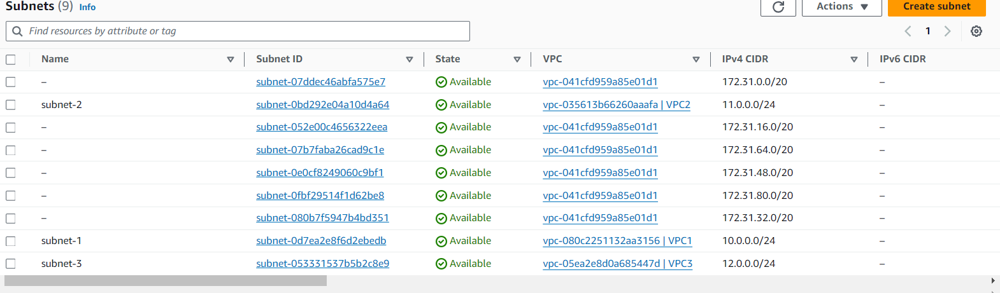 Subnets (9) Info Actions Create subnet
Find resources by attribute or tag 1
Name Subnet ID State VPC IPv4 CIDR IPv6 CIDR
– subnet-07ddec46abfa575e7 Available vpc-041cfd959a85e01d1 172.31.0.0/20 –
subnet-2 subnet-0bd292e04a10d4a64 Available vpc-035613b66260aaafa | VPC2 11.0.0.0/24 –
– subnet-052e00c4656322eea Available vpc-041cfd959a85e01d1 172.31.16.0/20 –
– subnet-07b7faba26cad9c1e Available vpc-041cfd959a85e01d1 172.31.64.0/20 –
– subnet-0e0cf8249060c9bf1 Available vpc-041cfd959a85e01d1 172.31.48.0/20 –
– subnet-0fbf29514f1d62be8 Available vpc-041cfd959a85e01d1 172.31.80.0/20 –
– subnet-080b7f5947b4bd351 Available vpc-041cfd959a85e01d1 172.31.32.0/20 –
subnet-1 subnet-0d7ea2e8f6d2ebedb Available vpc-080c2251132aa3156 | VPC1 10.0.0.0/24 –
subnet-3 subnet-053331537b5b2c8e9 Available vpc-05ea2e8d0a685447d | VPC3 12.0.0.0/24 –